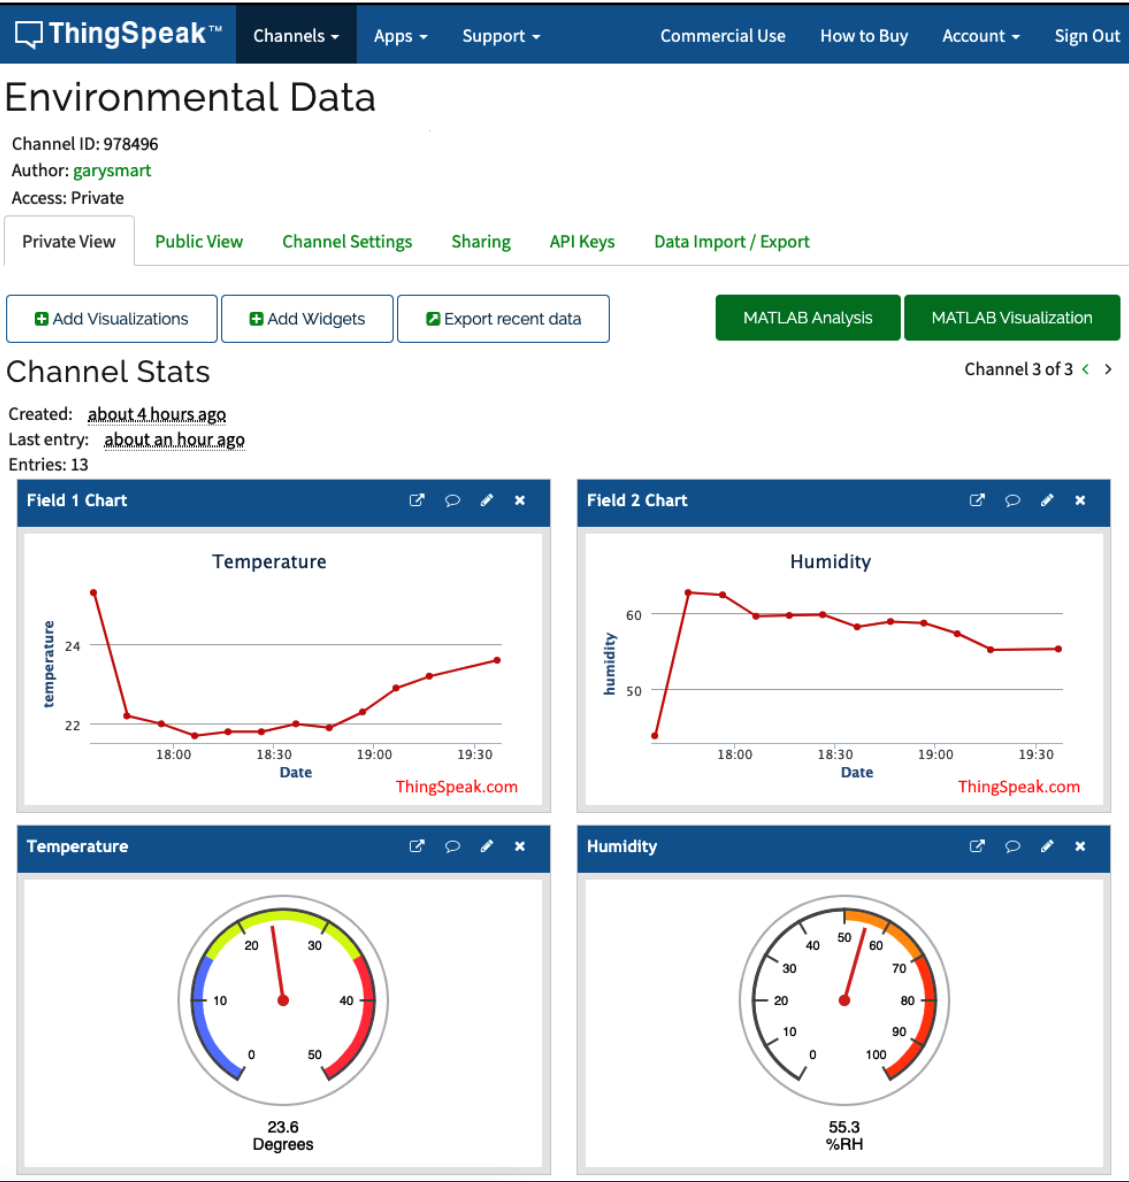 ThingSpeak™ Channels Apps Support Commercial Use How to Buy Account Sign Out
Environmental Data
Channel ID: 978496
Author: garysmart
Access: Private
Private View Public View Channel Settings Sharing API Keys Data Import / Export
Add Visualizations Add Widgets Export recent data MATLAB Analysis MATLAB Visualization
Channel Stats
Channel 3 of 3 < >
Created: about 4 hours ago
Last entry: about an hour ago
Entries: 13
Field 1 Chart
Temperature
temperature
24
22
18:00 18:30 19:00 19:30
Date
ThingSpeak.com
Field 2 Chart
Humidity
humidity
60
50
18:00 18:30 19:00 19:30
Date
ThingSpeak.com
Temperature
0 10 20 30 40 50
23.6
Degrees
Humidity
0 10 20 30 40 50 60 70 80 90 100
55.3
%RH